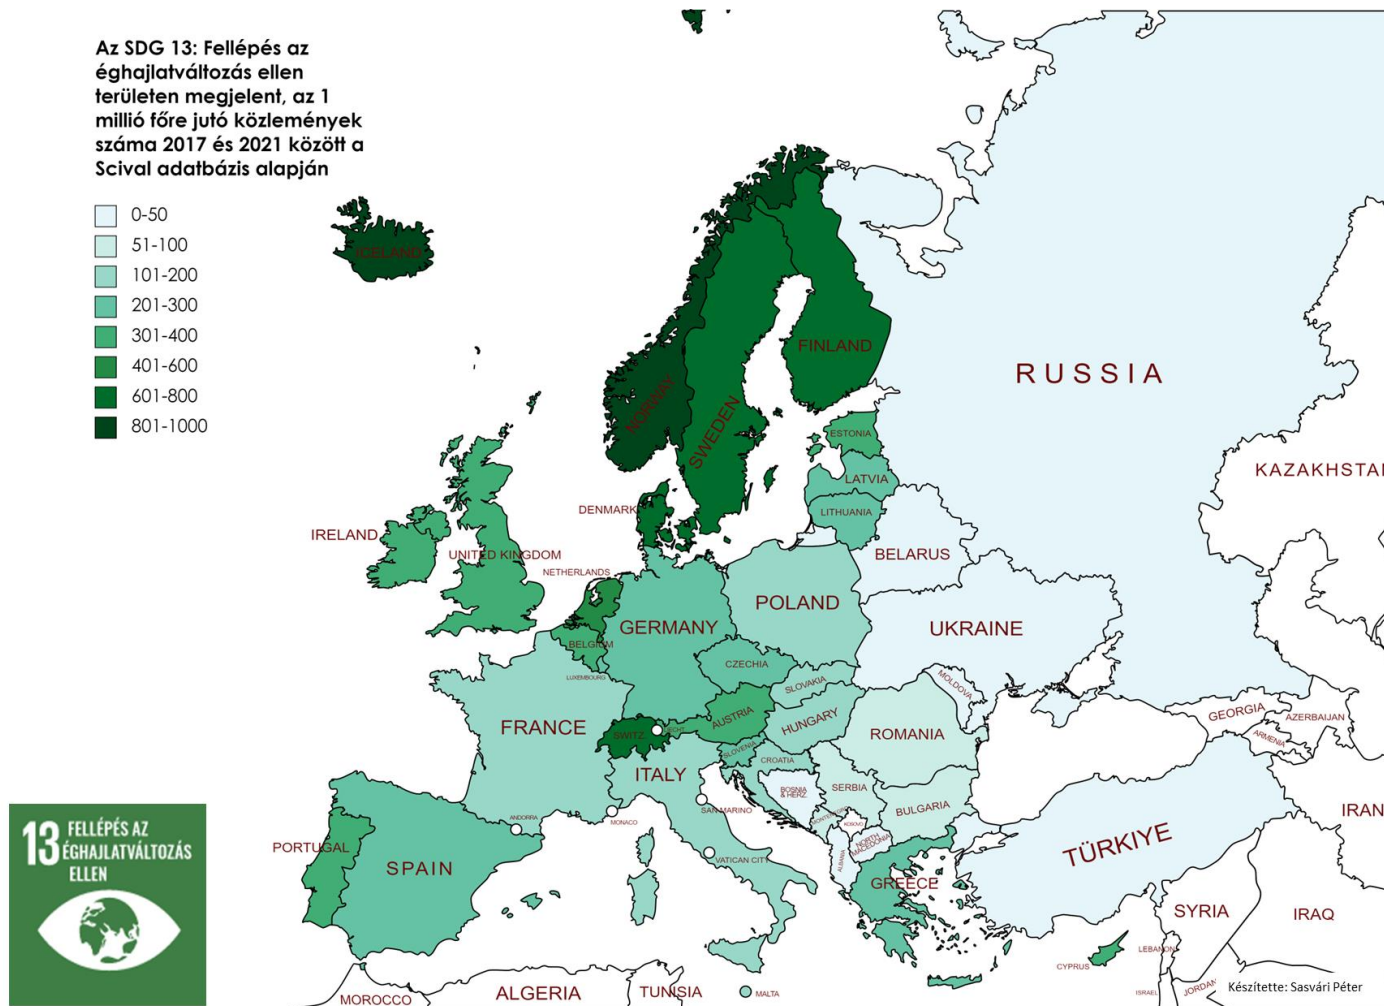 Az SDG 13: Fellépés az
éghajlatváltozás ellen
területen megjelent, az 1
millió főre jutó közlemények
száma 2017 és 2021 között a
Scival adatbázis alapján
0-50
51-100
101-200
201-300
301-400
401-600
601-800
801-1000
ICELAND
NORWAY
SWEDEN
FINLAND
RUSSIA
ESTONIA
LATVIA
LITHUANIA
KAZAKHSTAN
DENMARK
IRELAND
UNITED KINGDOM
NETHERLANDS
BELARUS
POLAND
GERMANY
UKRAINE
BELGIUM
LUXEMBOURG
CZECHIA
SLOVAKIA
MOLDOVA
FRANCE
SWITZ.
LIECHT.
AUSTRIA
HUNGARY
ROMANIA
GEORGIA
AZERBAIJAN
ARMENIA
SLOVENIA
CROATIA
ITALY
BOSNIA
& HERZ.
SERBIA
SAN MARINO
MONTENEGRO
KOSOVO
BULGARIA
ANDORRA
MONACO
NORTH
MACEDONIA
ALBANIA
VATICAN CITY
PORTUGAL
SPAIN
GREECE
TÜRKIYE
IRAN
SYRIA
IRAQ
LEBANON
CYPRUS
ISRAEL
JORDAN
MALTA
MOROCCO
ALGERIA
TUNISIA
13 FELLÉPÉS AZ
ÉGHAJLATVÁLTOZÁS
ELLEN
Készítette: Sasvári Péter